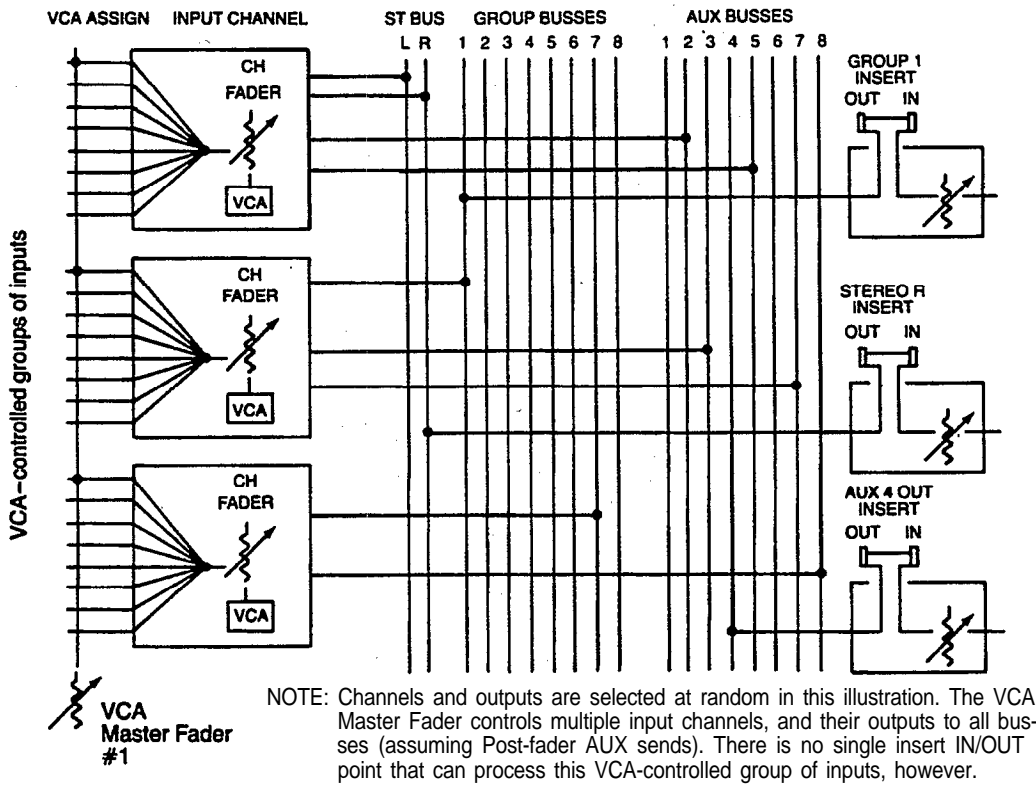 VCA ASSIGN INPUT CHANNEL ST BUS GROUP BUSSES AUX BUSSES
L R 1 2 3 4 5 6 7 8 1 2 3 4 5 6 7 8
CH
FADER
VCA
GROUP 1
INSERT
OUT IN
VCA-controlled groups of inputs
CH
FADER
VCA
STEREO R
INSERT
OUT IN
CH
FADER
VCA
AUX 4 OUT
INSERT
OUT IN
VCA
Master Fader
#1
NOTE: Channels and outputs are selected at random in this illustration. The VCA
Master Fader controls multiple input channels, and their outputs to all bus-
ses (assuming Post-fader AUX sends). There is no single insert IN/OUT
point that can process this VCA-controlled group of inputs, however.